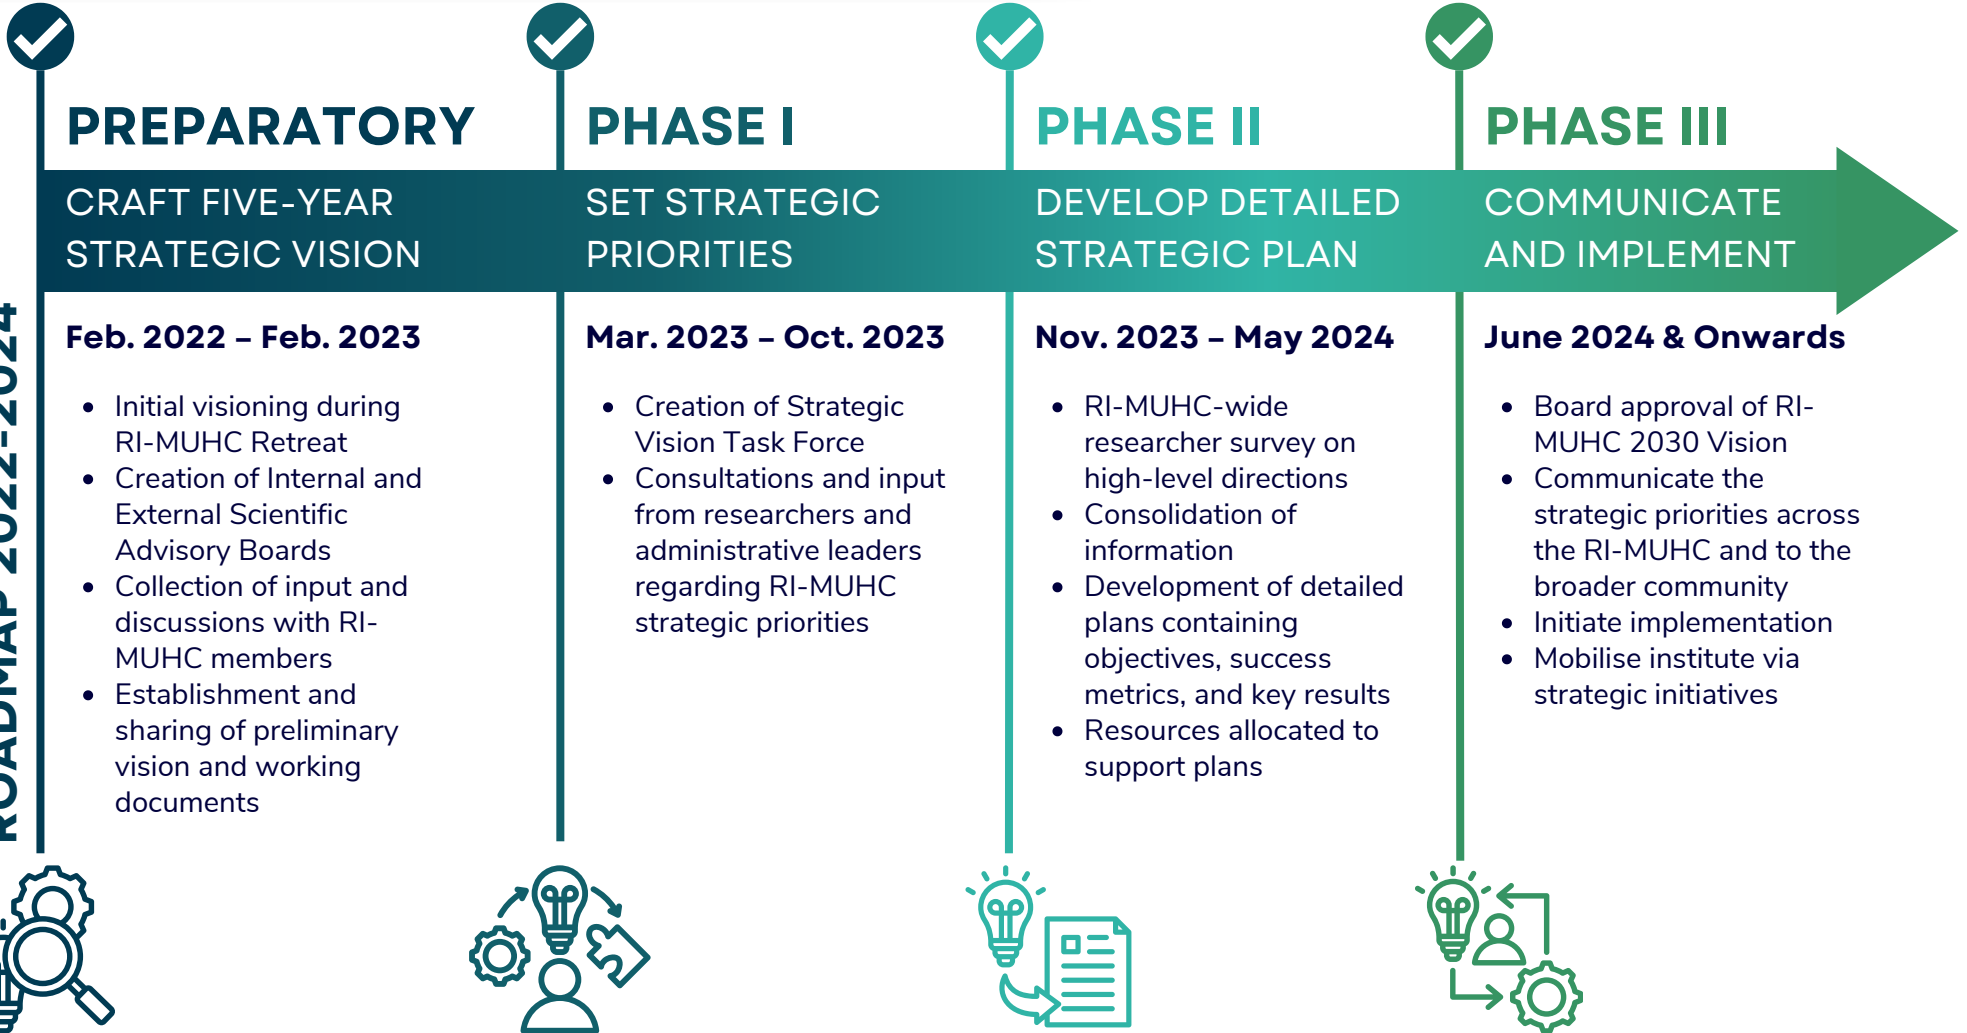 ROADMAP 2022-2024
PREPARATORY
CRAFT FIVE-YEAR
STRATEGIC VISION
Feb. 2022 – Feb. 2023
• Initial visioning during
RI-MUHC Retreat
• Creation of Internal and
External Scientific
Advisory Boards
• Collection of input and
discussions with RI-
MUHC members
• Establishment and
sharing of preliminary
vision and working
documents
PHASE I
SET STRATEGIC
PRIORITIES
Mar. 2023 – Oct. 2023
• Creation of Strategic
Vision Task Force
• Consultations and input
from researchers and
administrative leaders
regarding RI-MUHC
strategic priorities
PHASE II
DEVELOP DETAILED
STRATEGIC PLAN
Nov. 2023 – May 2024
• RI-MUHC-wide
researcher survey on
high-level directions
• Consolidation of
information
• Development of detailed
plans containing
objectives, success
metrics, and key results
• Resources allocated to
support plans
PHASE III
COMMUNICATE
AND IMPLEMENT
June 2024 & Onwards
• Board approval of RI-
MUHC 2030 Vision
• Communicate the
strategic priorities across
the RI-MUHC and to the
broader community
• Initiate implementation
• Mobilise institute via
strategic initiatives